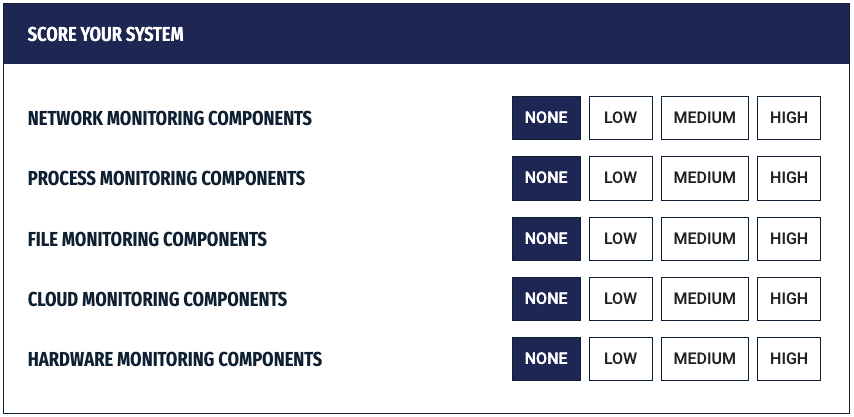 SCORE YOUR SYSTEM
NETWORK MONITORING COMPONENTS NONE LOW MEDIUM HIGH
PROCESS MONITORING COMPONENTS NONE LOW MEDIUM HIGH
FILE MONITORING COMPONENTS NONE LOW MEDIUM HIGH
CLOUD MONITORING COMPONENTS NONE LOW MEDIUM HIGH
HARDWARE MONITORING COMPONENTS NONE LOW MEDIUM HIGH